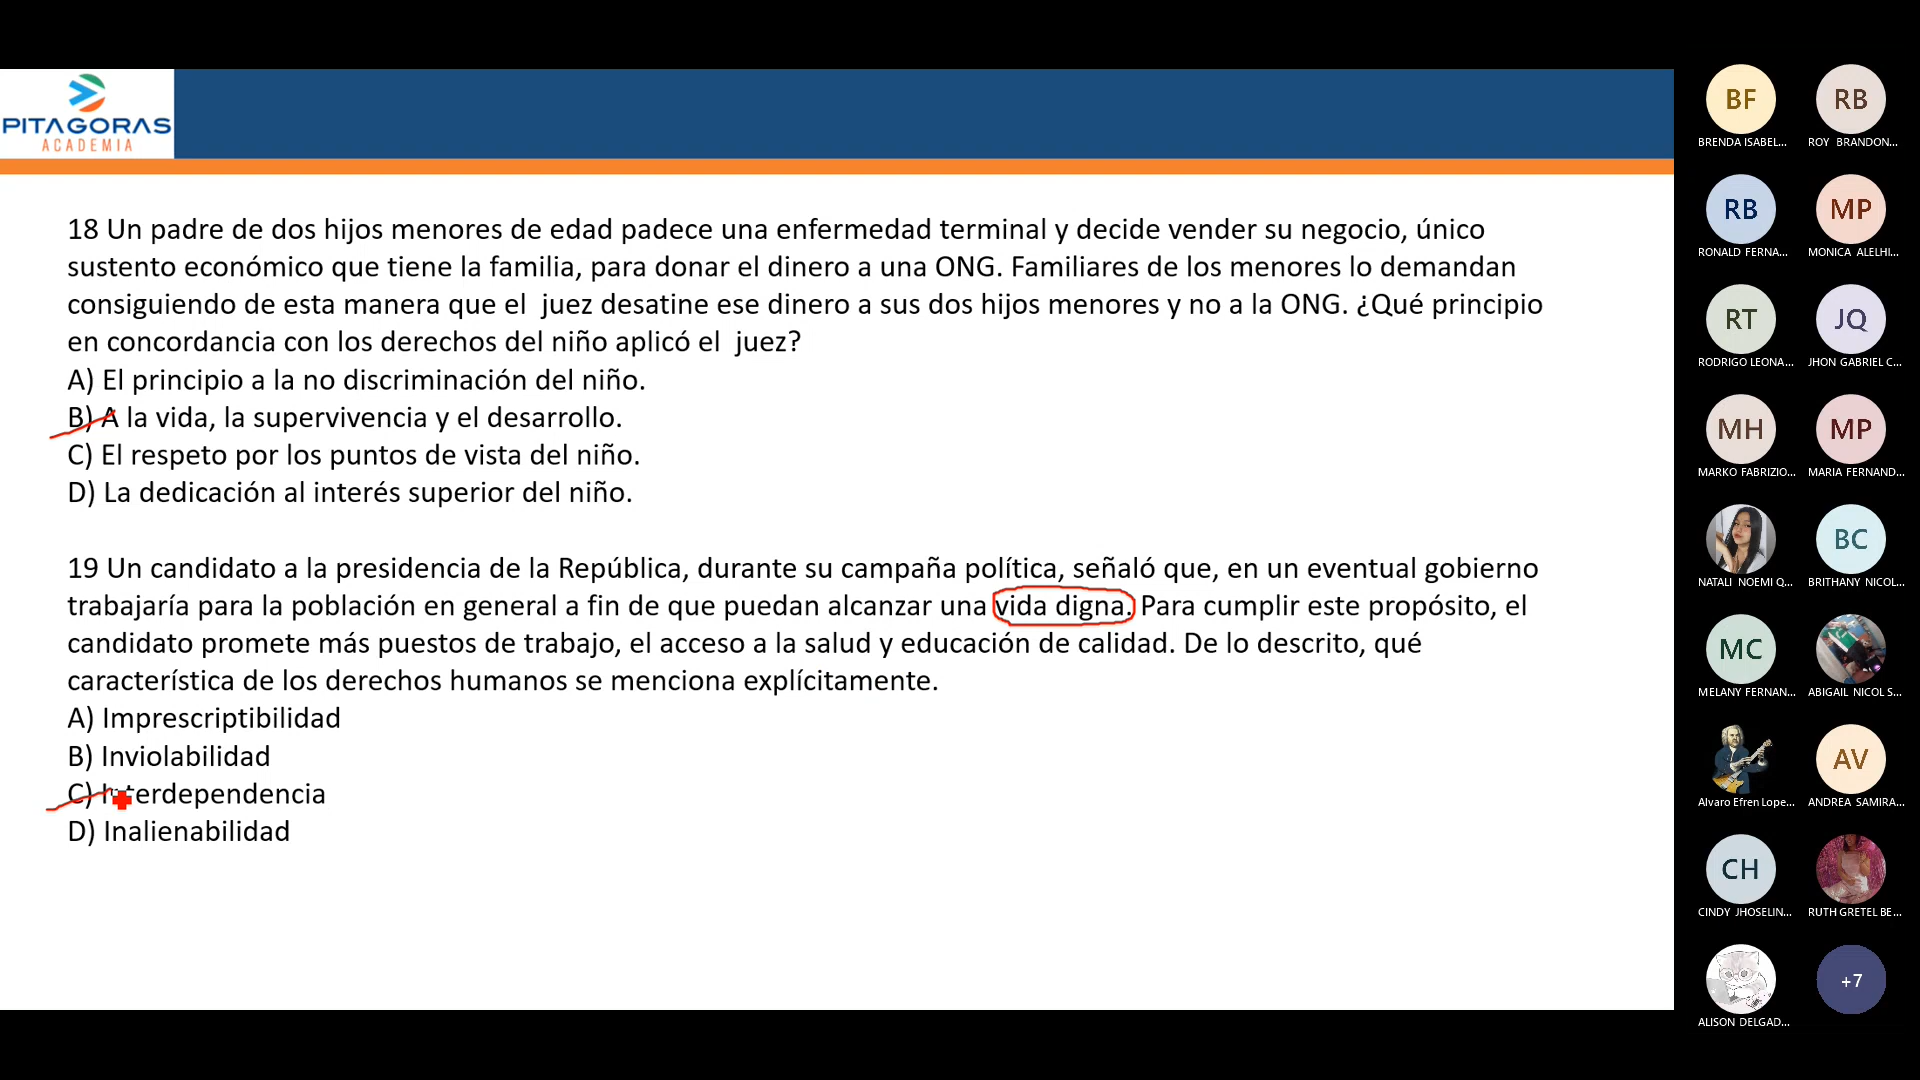 PITAGORAS
ACADEMIA
18 Un padre de dos hijos menores de edad padece una enfermedad terminal y decide vender su negocio, único
sustento económico que tiene la familia, para donar el dinero a una ONG. Familiares de los menores lo demandan
consiguiendo de esta manera que el juez desatine ese dinero a sus dos hijos menores y no a la ONG. ¿Qué principio
en concordancia con los derechos del niño aplicó el juez?
A) El principio a la no discriminación del niño.
B) A la vida, la supervivencia y el desarrollo.
C) El respeto por los puntos de vista del niño.
D) La dedicación al interés superior del niño.
19 Un candidato a la presidencia de la República, durante su campaña política, señaló que, en un eventual gobierno
trabajaría para la población en general a fin de que puedan alcanzar una vida digna. Para cumplir este propósito, el
candidato promete más puestos de trabajo, el acceso a la salud y educación de calidad. De lo descrito, qué
característica de los derechos humanos se menciona explícitamente.
A) Imprescriptibilidad
B) Inviolabilidad
C) Interdependencia
D) Inalienabilidad
BF RB
BRENDA ISABEL... ROY BRANDON...
RB MP
RONALD FERNA... MONICA ALELHI...
RT JQ
RODRIGO LEONA... JHON GABRIEL C...
MH MP
MARKO FABRIZIO... MARIA FERNAND...
BC
NATALI NOEMI Q... BRITHANY NICOL...
MC
MELANY FERNAN... ABIGAIL NICOL S...
AV
Alvaro Efren Lope... ANDREA SAMIRA...
CH
CINDY JHOSELIN... RUTH GRETEL BE...
+7
ALISON DELGAD...